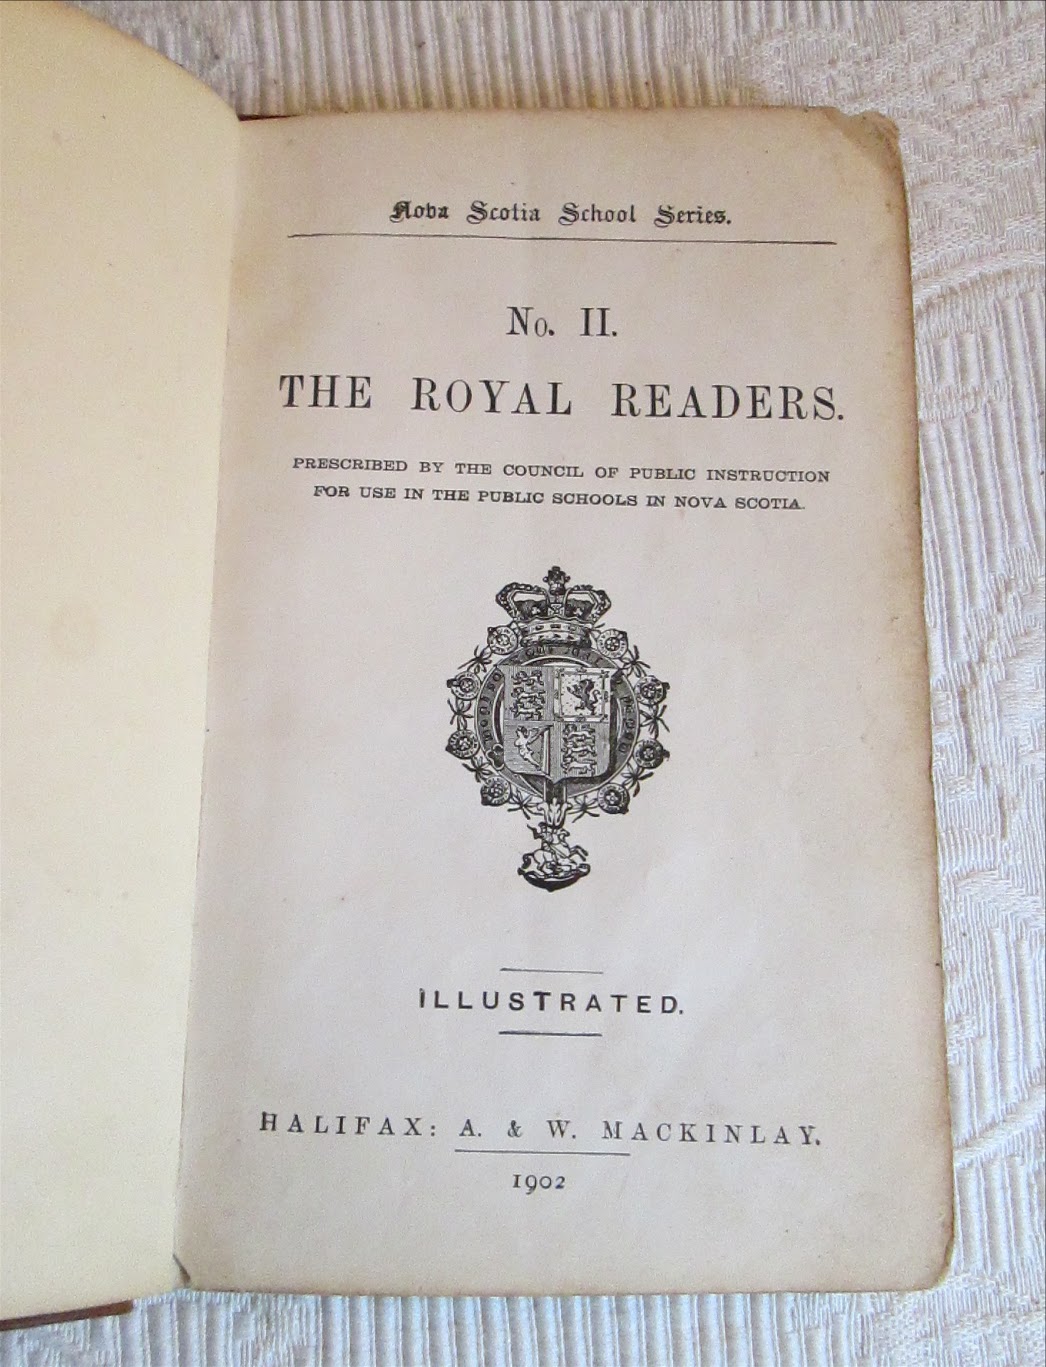 Nova Scotia School Series.
No. II.
THE ROYAL READERS.
PRESCRIBED BY THE COUNCIL OF PUBLIC INSTRUCTION
FOR USE IN THE PUBLIC SCHOOLS IN NOVA SCOTIA.
ILLUSTRATED.
HALIFAX: A. & W. MACKINLAY.
1902